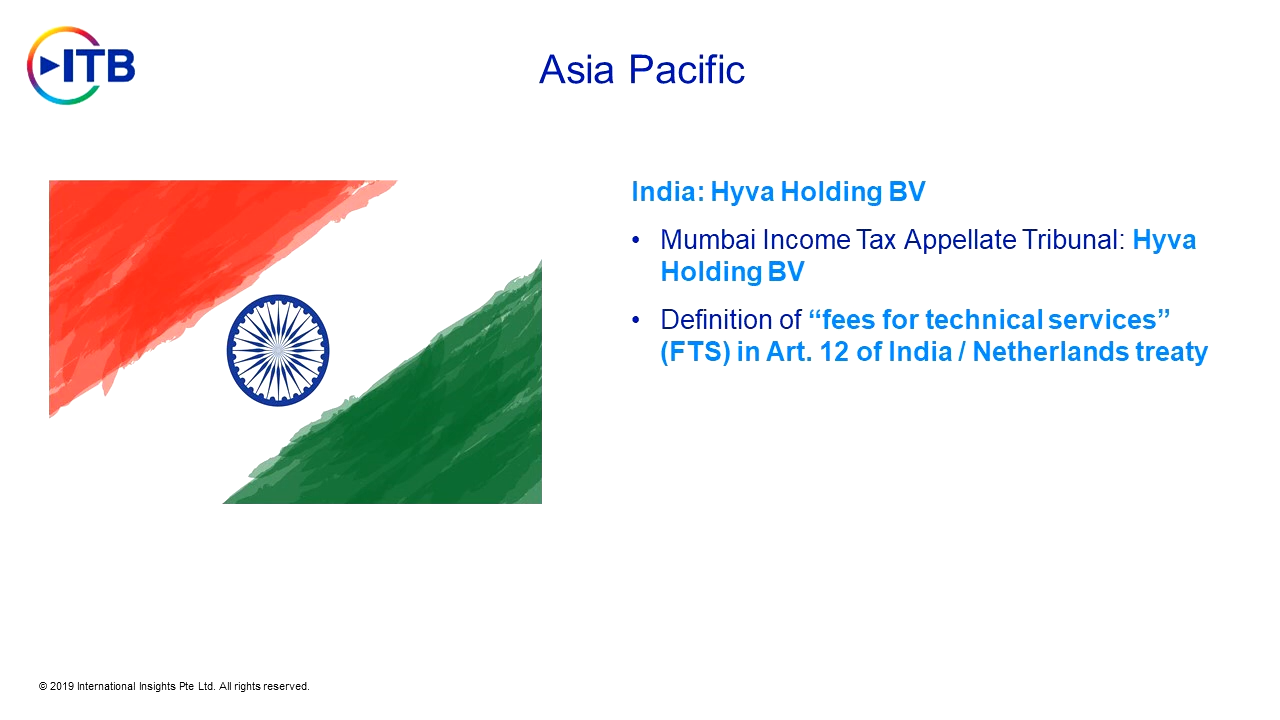 ITB
Asia Pacific
India: Hyva Holding BV
• Mumbai Income Tax Appellate Tribunal: Hyva
Holding BV
• Definition of “fees for technical services”
(FTS) in Art. 12 of India / Netherlands treaty
© 2019 International Insights Pte Ltd. All rights reserved.